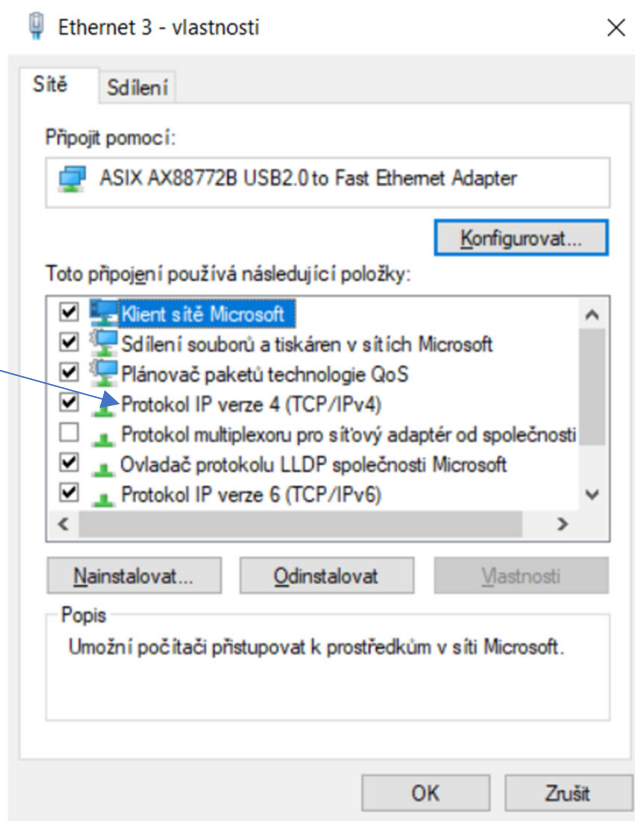 Ethernet 3 - vlastnosti
Sítě
Sdílení
Připojit pomocí:
ASIX AX88772B USB2.0 to Fast Ethernet Adapter
Konfigurovat...
Toto připojení používá následující položky:
Klient sítě Microsoft
Sdílení souborů a tiskáren v sítích Microsoft
Plánovač paketů technologie QoS
Protokol IP verze 4 (TCP/IPv4)
Protokol multiplexoru pro síťový adaptér od společnosti
Ovladač protokolu LLDP společnosti Microsoft
Protokol IP verze 6 (TCP/IPv6)
Nainstalovat...
Odinstalovat
Vlastnosti
Popis
Umožní počítači přistupovat k prostředkům v síti Microsoft.
OK
Zrušit